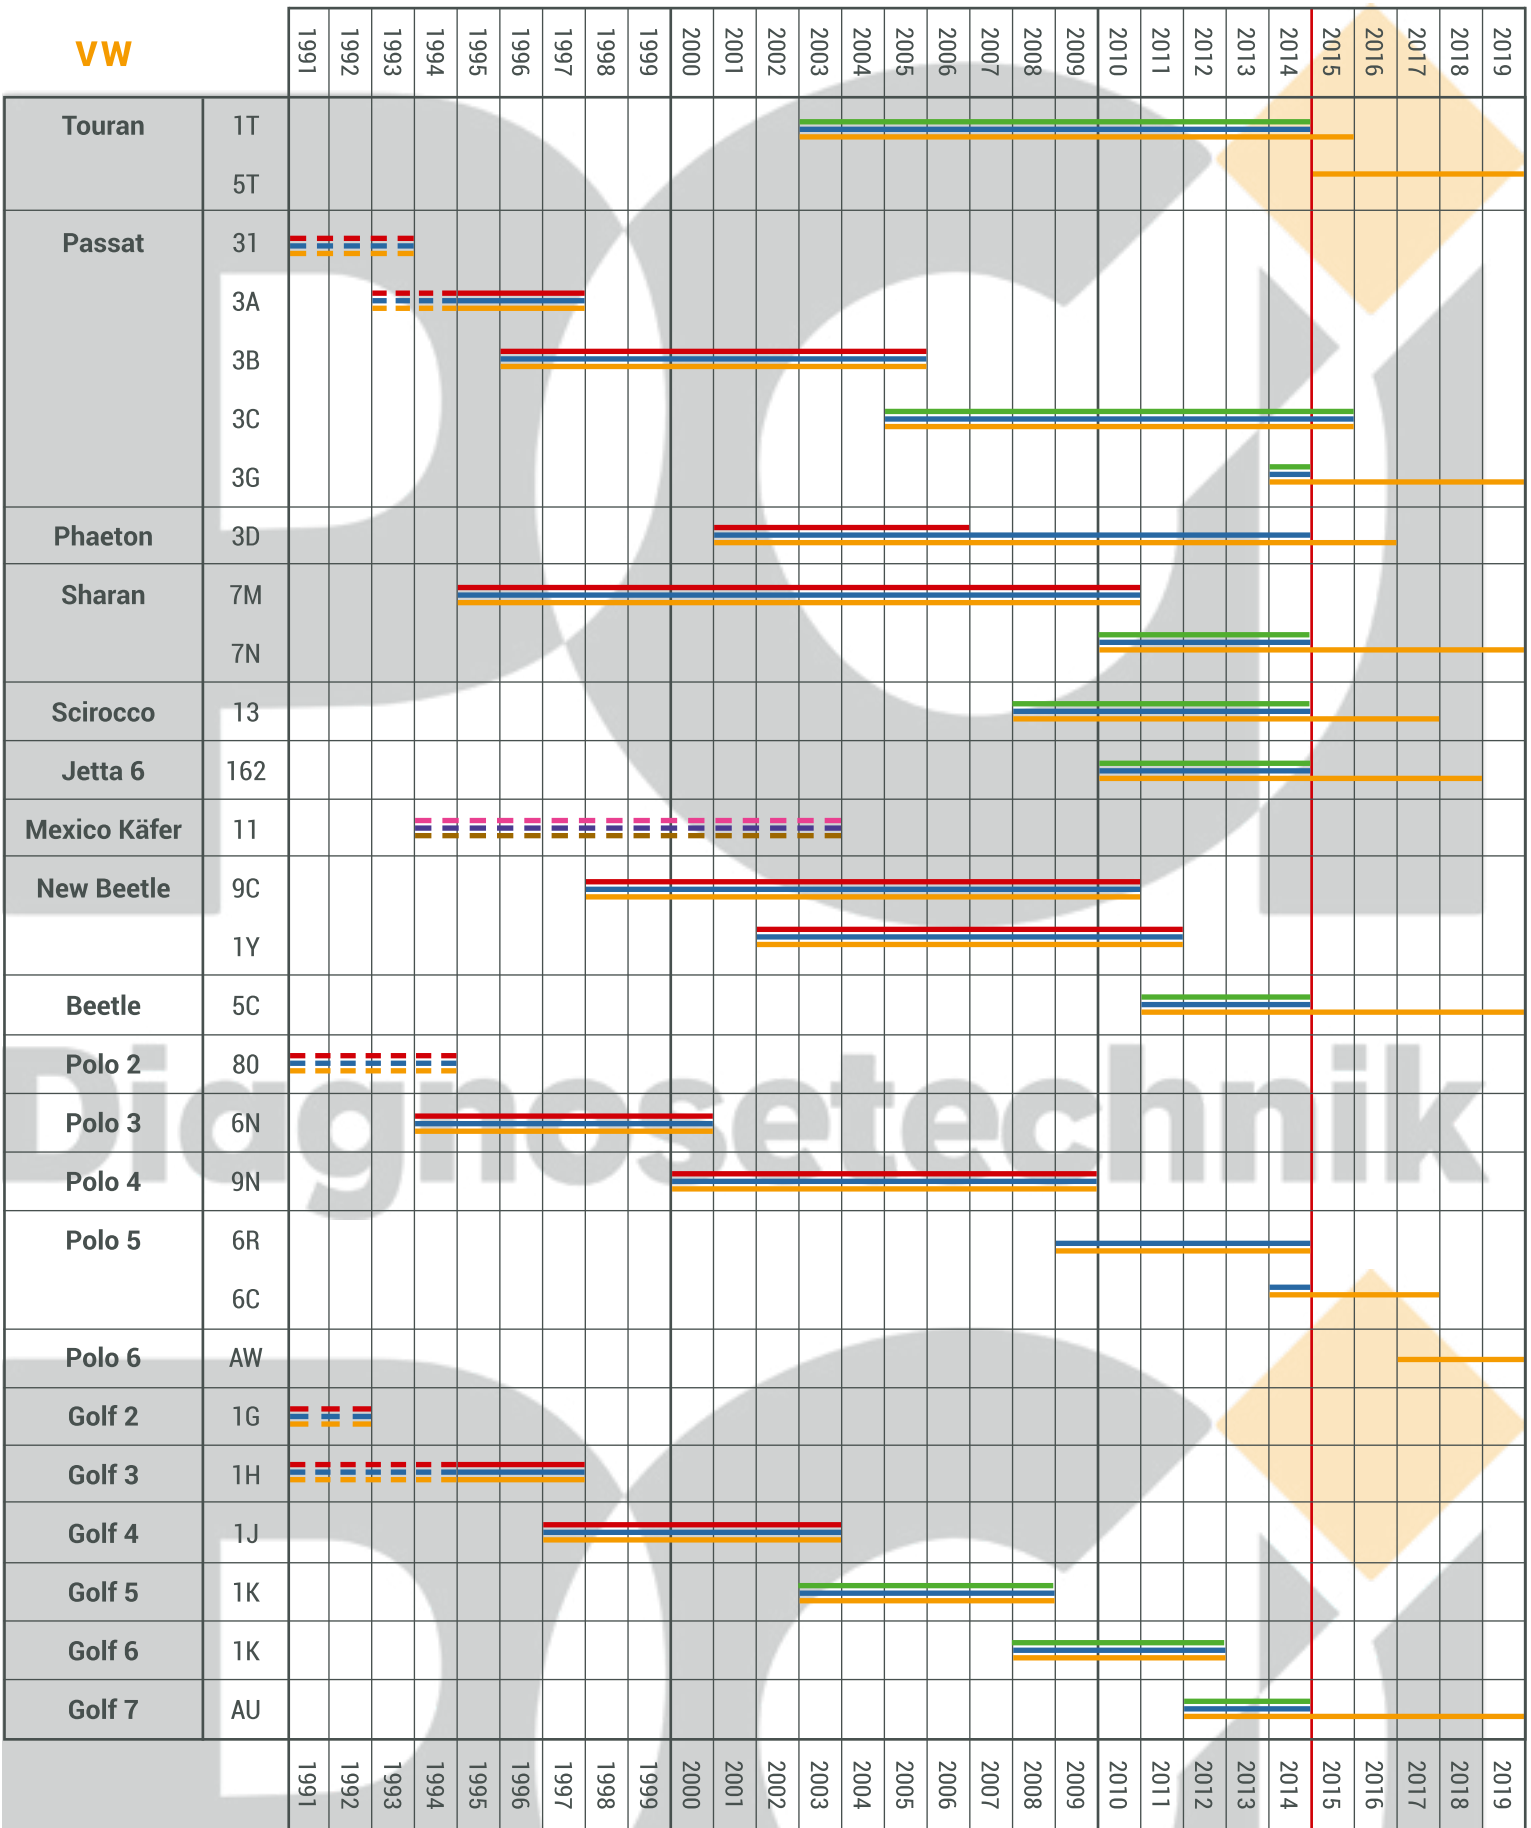 VW
1991 1992 1993 1994 1995 1996 1997 1998 1999 2000 2001 2002 2003 2004 2005 2006 2007 2008 2009 2010 2011 2012 2013 2014 2015 2016 2017 2018 2019
Touran 1T
5T
Passat 31
3A
3B
3C
3G
Phaeton 3D
Sharan 7M
7N
Scirocco 13
Jetta 6 162
Mexico Käfer 11
New Beetle 9C
1Y
Beetle 5C
Polo 2 80
Diagnosetechnik
Polo 3 6N
Polo 4 9N
Polo 5 6R
6C
Polo 6 AW
Golf 2 1G
Golf 3 1H
Golf 4 1J
Golf 5 1K
Golf 6 1K
Golf 7 AU
1991 1992 1993 1994 1995 1996 1997 1998 1999 2000 2001 2002 2003 2004 2005 2006 2007 2008 2009 2010 2011 2012 2013 2014 2015 2016 2017 2018 2019